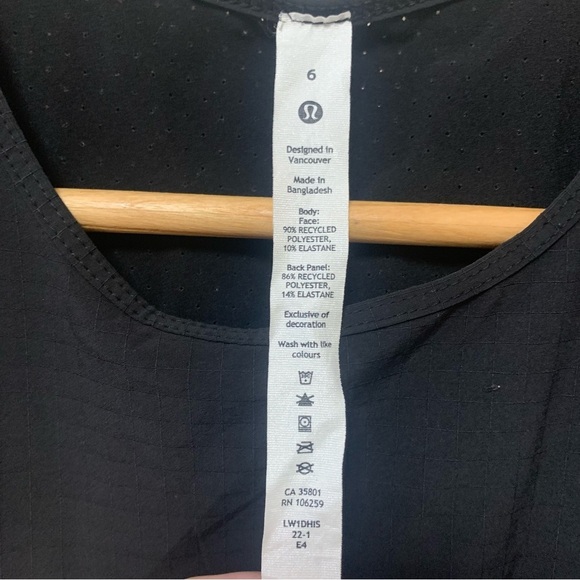 6
Designed in
Vancouver
Made in
Bangladesh
Body:
Face:
90% RECYCLED
POLYESTER,
10% ELASTANE
Back Panel:
86% RECYCLED
POLYESTER,
14% ELASTANE
Exclusive of
decoration
Wash with like
colours
CA 35801
RN 106259
LW1DHIS
22-1
E4